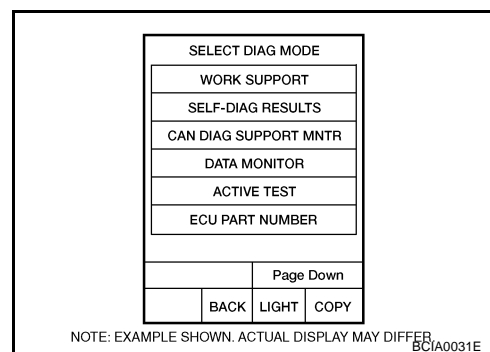 SELECT DIAG MODE
WORK SUPPORT
SELF-DIAG RESULTS
CAN DIAG SUPPORT MNTR
DATA MONITOR
ACTIVE TEST
ECU PART NUMBER
Page Down
BACK LIGHT COPY
NOTE: EXAMPLE SHOWN. ACTUAL DISPLAY MAY DIFFER.
BCIA0031E